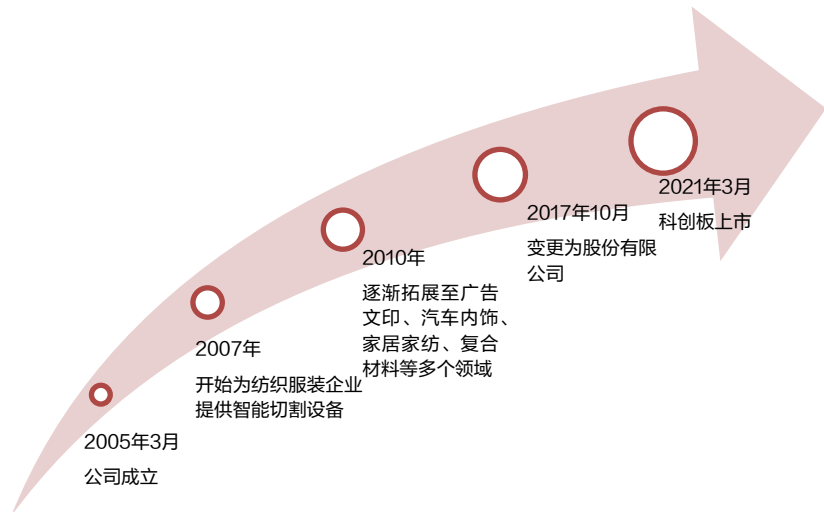 2005年3月
公司成立
2007年
开始为纺织服装企业
提供智能切割设备
2010年
逐渐拓展至广告
文印、汽车内饰、
家居家纺、复合
材料等多个领域
2017年10月
变更为股份有限
公司
2021年3月
科创板上市